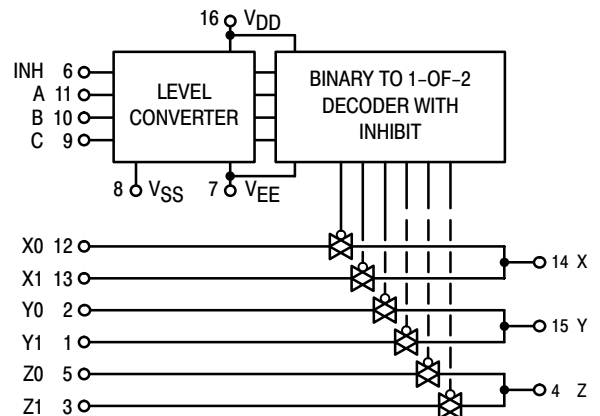 16 VDD
INH 6
A 11
B 10
C 9
LEVEL
CONVERTER
BINARY TO 1–OF–2
DECODER WITH
INHIBIT
8 VSS
7 VEE
X0 12
X1 13
14 X
Y0 2
Y1 1
15 Y
Z0 5
Z1 3
4 Z